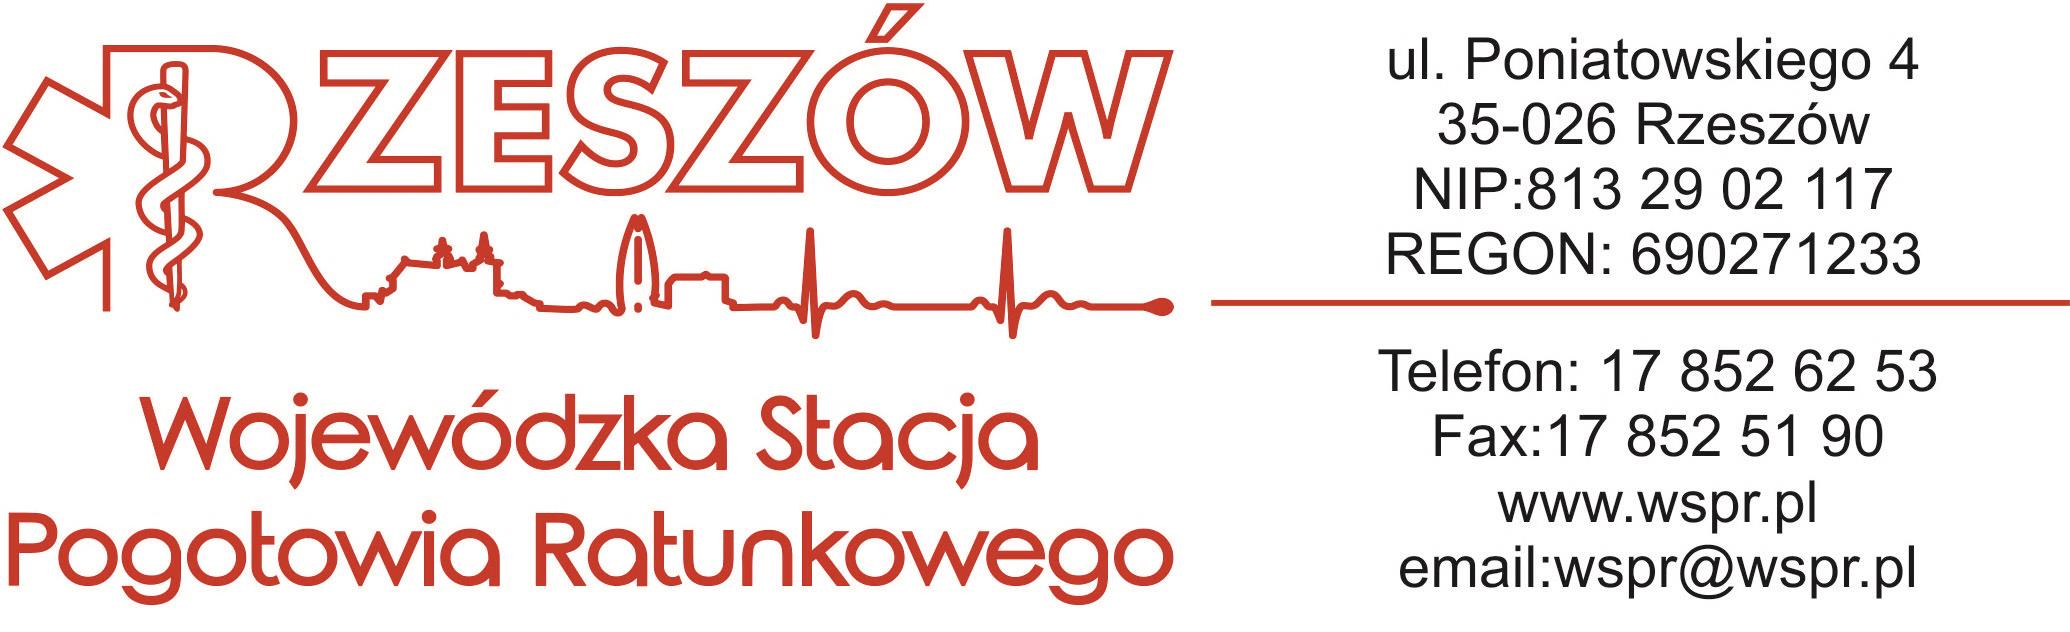 RZESZÓW
Wojewódzka Stacja
Pogotowia Ratunkowego
ul. Poniatowskiego 4
35-026 Rzeszów
NIP:813 29 02 117
REGON: 690271233
Telefon: 17 852 62 53
Fax:17 852 51 90
www.wspr.pl
email:wspr@wspr.pl